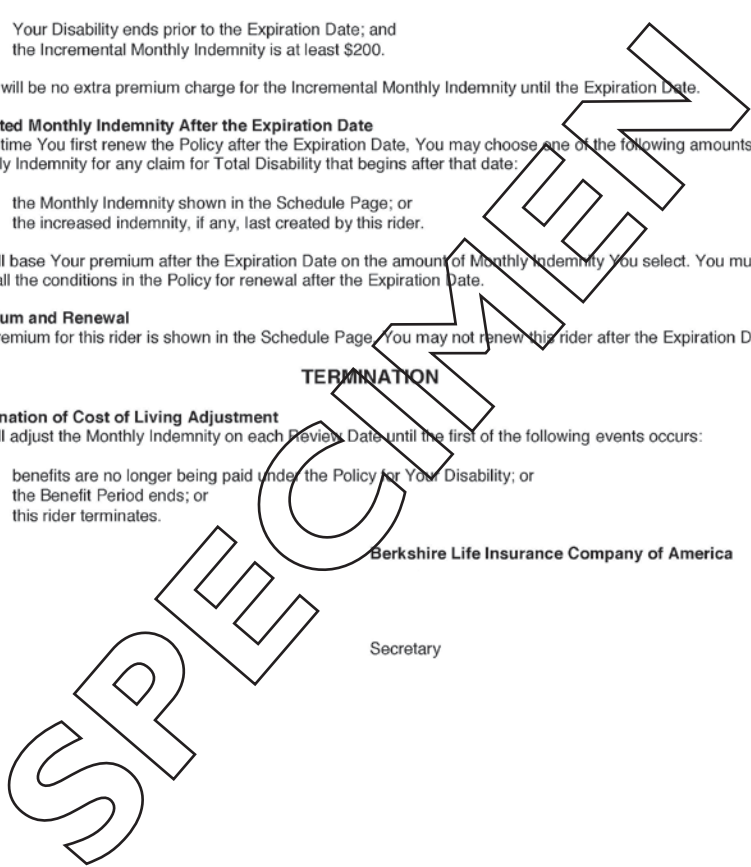 Your Disability ends prior to the Expiration Date; and
the Incremental Monthly Indemnity is at least $200.
will be no extra premium charge for the Incremental Monthly Indemnity until the Expiration Date.
ted Monthly Indemnity After the Expiration Date
time You first renew the Policy after the Expiration Date, You may choose one of the following amounts
ly Indemnity for any claim for Total Disability that begins after that date:
the Monthly Indemnity shown in the Schedule Page; or
the increased indemnity, if any, last created by this rider.
ll base Your premium after the Expiration Date on the amount of Monthly Indemnity You select. You mu
all the conditions in the Policy for renewal after the Expiration Date.
um and Renewal
remium for this rider is shown in the Schedule Page. You may not renew this rider after the Expiration D
TERMINATION
nation of Cost of Living Adjustment
ll adjust the Monthly Indemnity on each Review Date until the first of the following events occurs:
benefits are no longer being paid under the Policy for Your Disability; or
the Benefit Period ends; or
this rider terminates.
Berkshire Life Insurance Company of America
Secretary
SPECIMEN